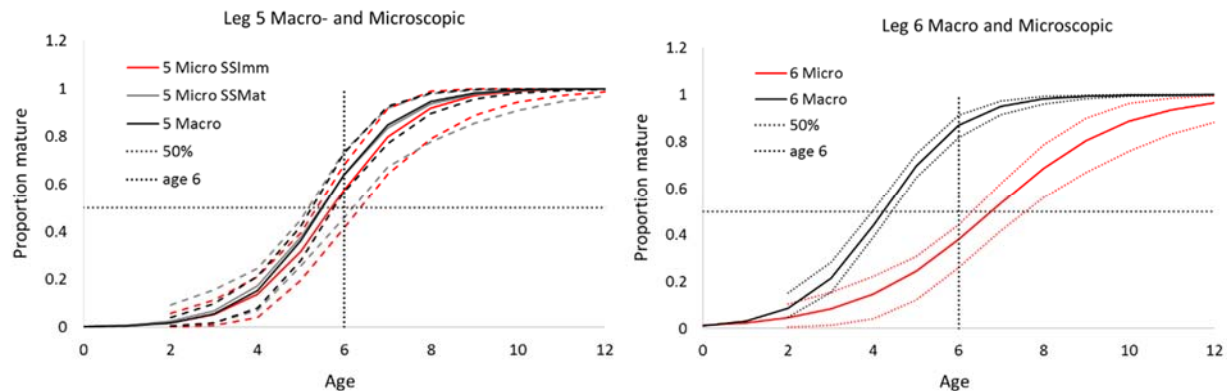 Leg 5 Macro- and Microscopic
1.2
1
0.8
0.6
0.4
0.2
0
Proportion mature
5 Micro SSImm
5 Micro SSMat
5 Macro
50%
age 6
0 2 4 6 8 10 12
Age
Leg 6 Macro and Microscopic
1.2
1
0.8
0.6
0.4
0.2
0
Proportion mature
6 Micro
6 Macro
50%
age 6
0 2 4 6 8 10 12
Age